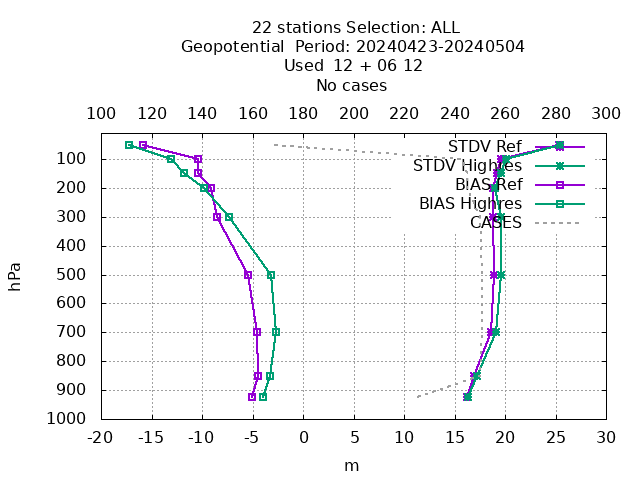 22 stations Selection: ALL
Geopotential  Period: 20240423-20240504
Used 12 + 06 12
No cases
100 120 140 160 180 200 220 240 260 280 300
STDV Ref
STDV Highres
BIAS Ref
BIAS Highres
CASES
100
200
300
400
500
600
700
800
900
1000
hPa
-20 -15 -10 -5 0 5 10 15 20 25 30
m